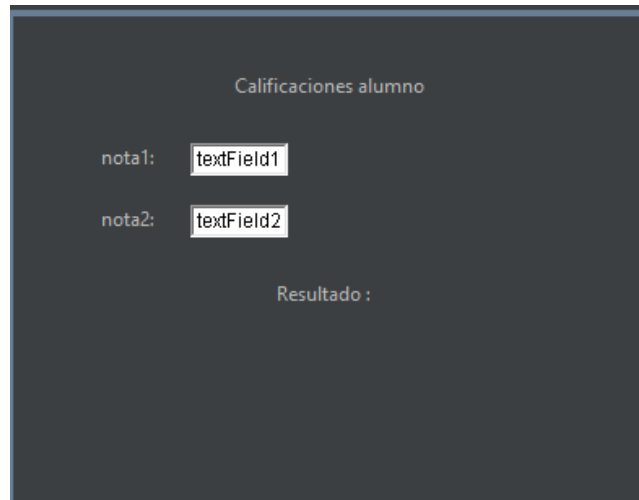 Calificaciones alumno
nota1: textField1
nota2: textField2
Resultado :